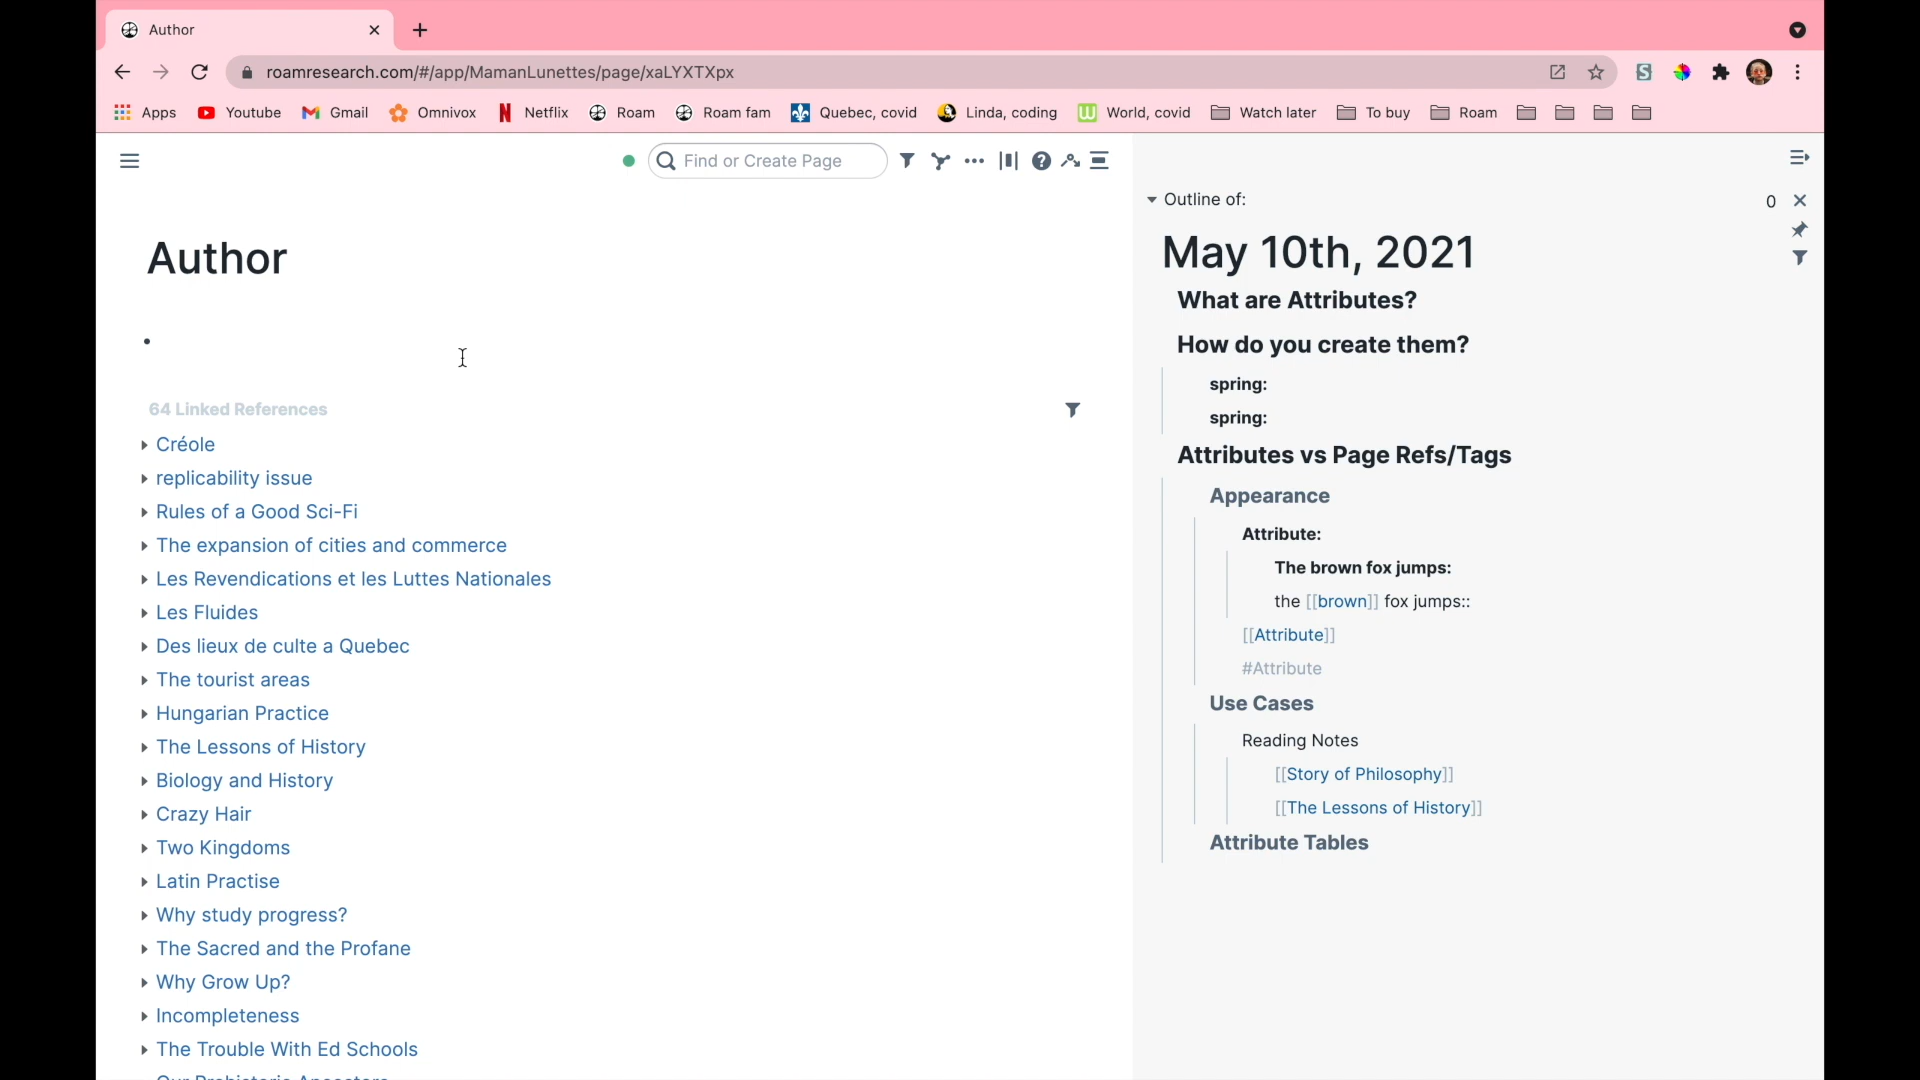 Author
roamresearch.com/#/app/MamanLunettes/page/xaLYXTXpx
Apps
Youtube
Gmail
Omnivox
Netflix
Roam
Roam fam
Quebec, covid
Linda, coding
World, covid
Watch later
To buy
Roam
Find or Create Page
Author
64 Linked References
Créole
replicability issue
Rules of a Good Sci-Fi
The expansion of cities and commerce
Les Revendications et les Luttes Nationales
Les Fluides
Des lieux de culte a Quebec
The tourist areas
Hungarian Practice
The Lessons of History
Biology and History
Crazy Hair
Two Kingdoms
Latin Practise
Why study progress?
The Sacred and the Profane
Why Grow Up?
Incompleteness
The Trouble With Ed Schools
Our Prehistoric Ancestors
Outline of:
0
May 10th, 2021
What are Attributes?
How do you create them?
spring:
spring:
Attributes vs Page Refs/Tags
Appearance
Attribute:
The brown fox jumps:
the [[brown]] fox jumps::
[[Attribute]]
#Attribute
Use Cases
Reading Notes
[[Story of Philosophy]]
[[The Lessons of History]]
Attribute Tables